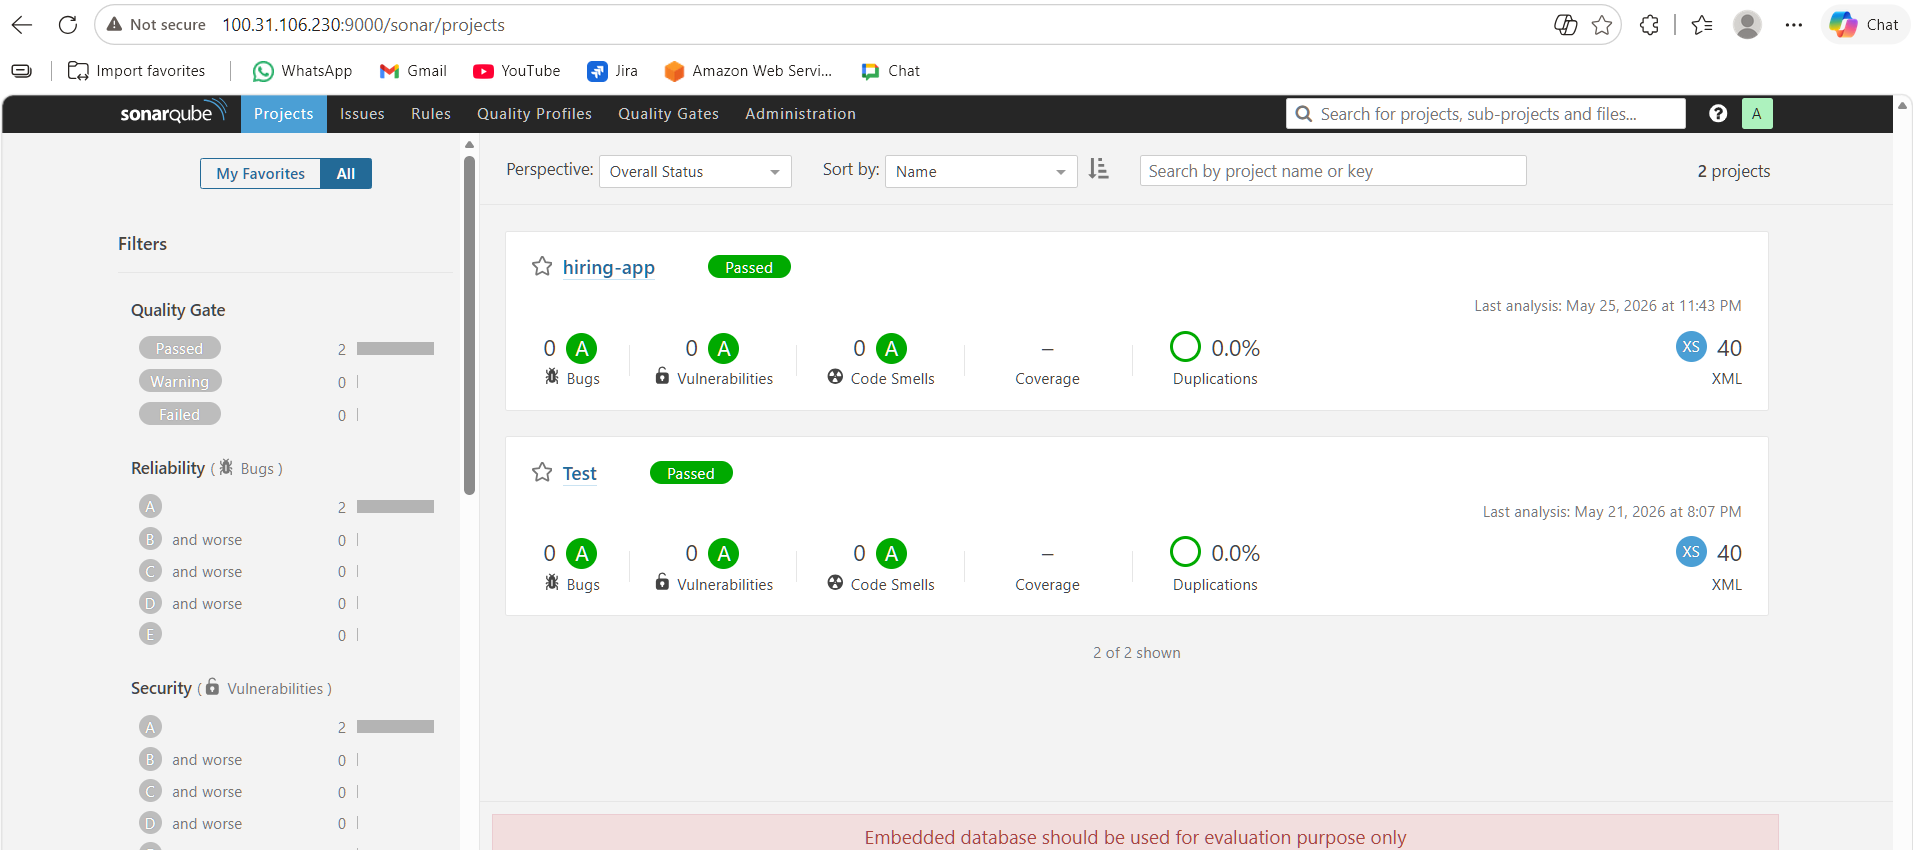 Not secure 100.31.106.230:9000/sonar/projects Chat
Import favorites WhatsApp Gmail YouTube Jira Amazon Web Servi... Chat
sonarqube Projects Issues Rules Quality Profiles Quality Gates Administration Search for projects, sub-projects and files... ? A
My Favorites All
Filters
Quality Gate
Passed 2
Warning 0
Failed 0
Reliability ( Bugs )
A 2
B and worse 0
C and worse 0
D and worse 0
E 0
Security ( Vulnerabilities )
A 2
B and worse 0
C and worse 0
D and worse 0
Perspective: Overall Status Sort by: Name Search by project name or key 2 projects
hiring-app Passed
Last analysis: May 25, 2026 at 11:43 PM
0 A 0 A 0 A – 0.0% XS 40
Bugs Vulnerabilities Code Smells Coverage Duplications XML
Test Passed
Last analysis: May 21, 2026 at 8:07 PM
0 A 0 A 0 A – 0.0% XS 40
Bugs Vulnerabilities Code Smells Coverage Duplications XML
2 of 2 shown
Embedded database should be used for evaluation purpose only